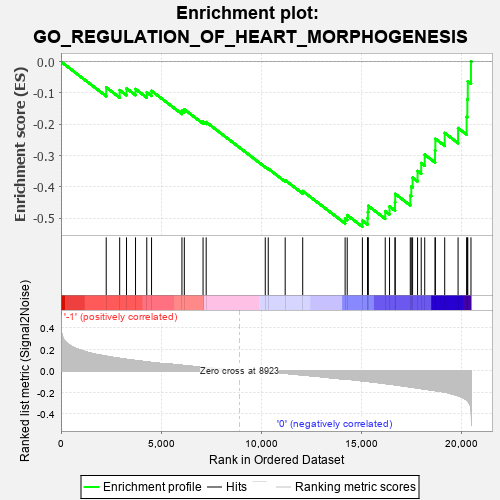 Enrichment plot:
GO_REGULATION_OF_HEART_MORPHOGENESIS
Enrichment score (ES)
0.0
-0.1
-0.2
-0.3
-0.4
-0.5
'-1' (positively correlated)
Ranked list metric (Signal2Noise)
0.4
0.2
0.0
-0.2
-0.4
Zero cross at 8923
'0' (negatively correlated)
0
5,000
10,000
15,000
20,000
Rank in Ordered Dataset
Enrichment profile
Hits
Ranking metric scores